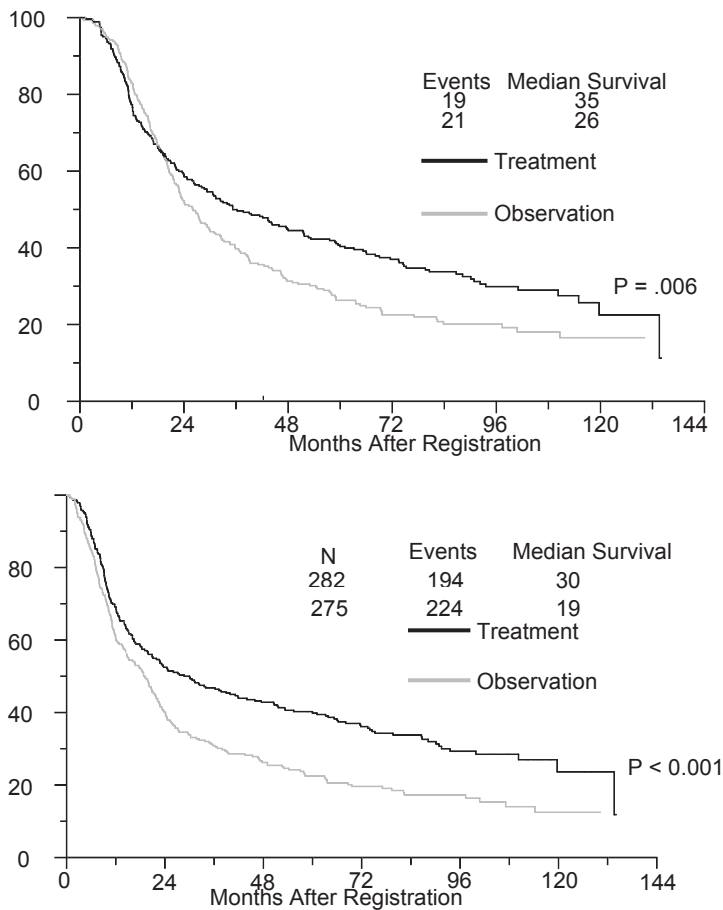 100
80
60
40
20
0
Events Median Survival
19 35
21 26
Treatment
Observation
P = .006
0 24 48 72 96 120 144
Months After Registration
80
60
40
20
0
N Events Median Survival
282 194 30
275 224 19
Treatment
Observation
P < 0.001
0 24 48 72 96 120 144
Months After Registration